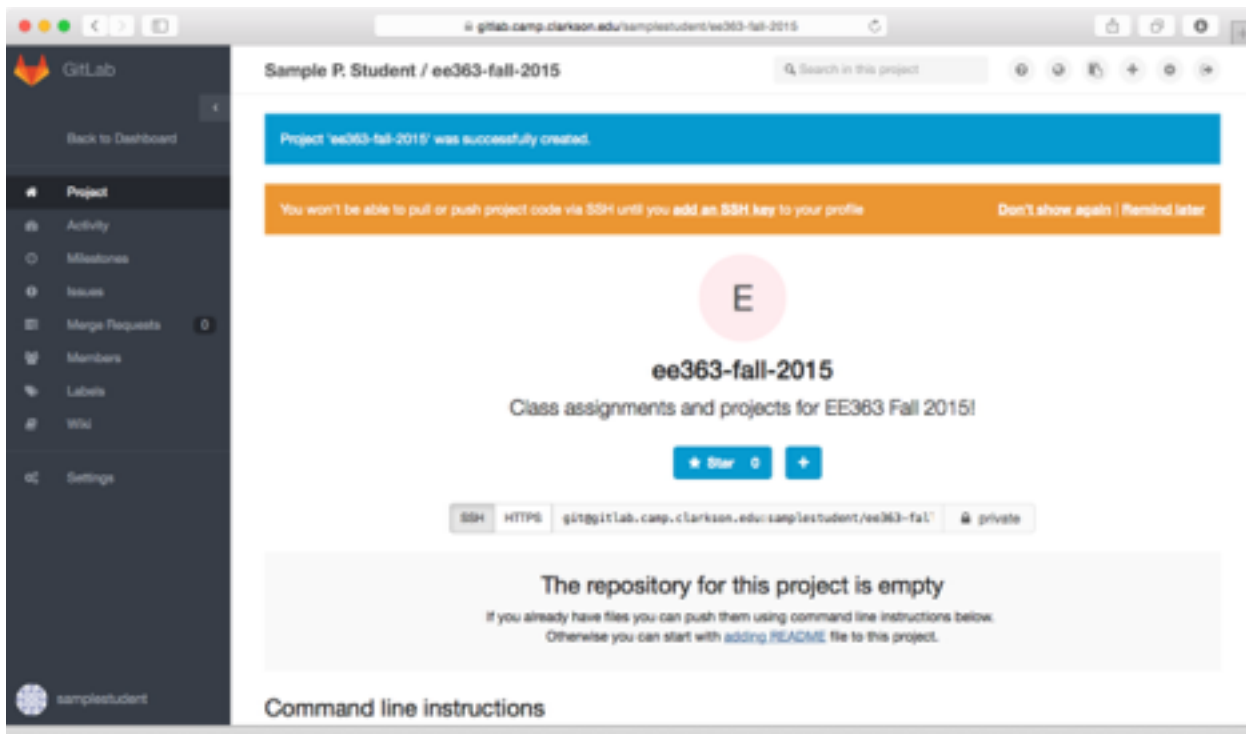 gitlab.camp.clarkson.edu/samplestudent/ee363-fall-2015
GitLab
Sample P. Student / ee363-fall-2015
Search in this project
Back to Dashboard
Project 'ee363-fall-2015' was successfully created.
Project
You won't be able to pull or push project code via SSH until you add an SSH key to your profile
Don't show again | Remind later
Activity
Milestones
Issues
Merge Requests 0
Members
Labels
Wiki
Settings
E
ee363-fall-2015
Class assignments and projects for EE363 Fall 2015!
Star 0
SSH HTTPS git@gitlab.camp.clarkson.edu:samplestudent/ee363-fal private
The repository for this project is empty
If you already have files you can push them using command line instructions below.
Otherwise you can start with adding README file to this project.
samplestudent
Command line instructions